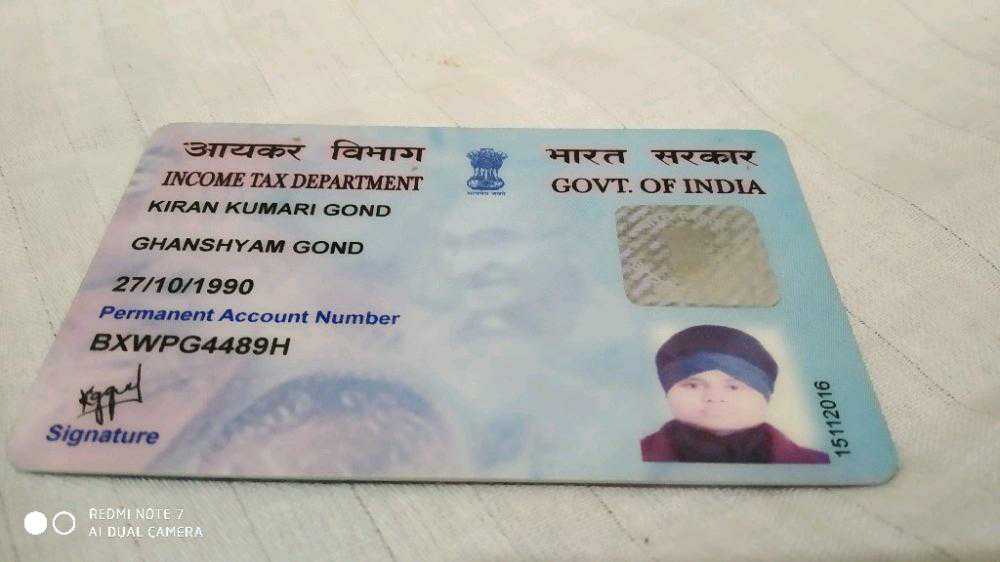 आयकर विभाग
INCOME TAX DEPARTMENT
भारत सरकार
GOVT. OF INDIA
KIRAN KUMARI GOND
GHANSHYAM GOND
27/10/1990
Permanent Account Number
BXWPG4489H
Signature
15112016
REDMI NOTE 7
AI DUAL CAMERA